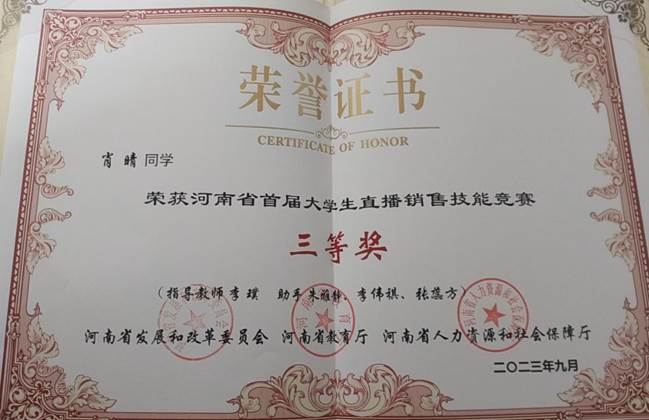 荣誉证书
CERTIFICATE OF HONOR
肖晴 同学
荣获河南省首届大学生直播销售技能竞赛
三等奖
(指导教师李璞 助手朱雅静、李伟祺、张蕊方)
河南省发展和改革委员会 河南省教育厅 河南省人力资源和社会保障厅
二〇二三年九月